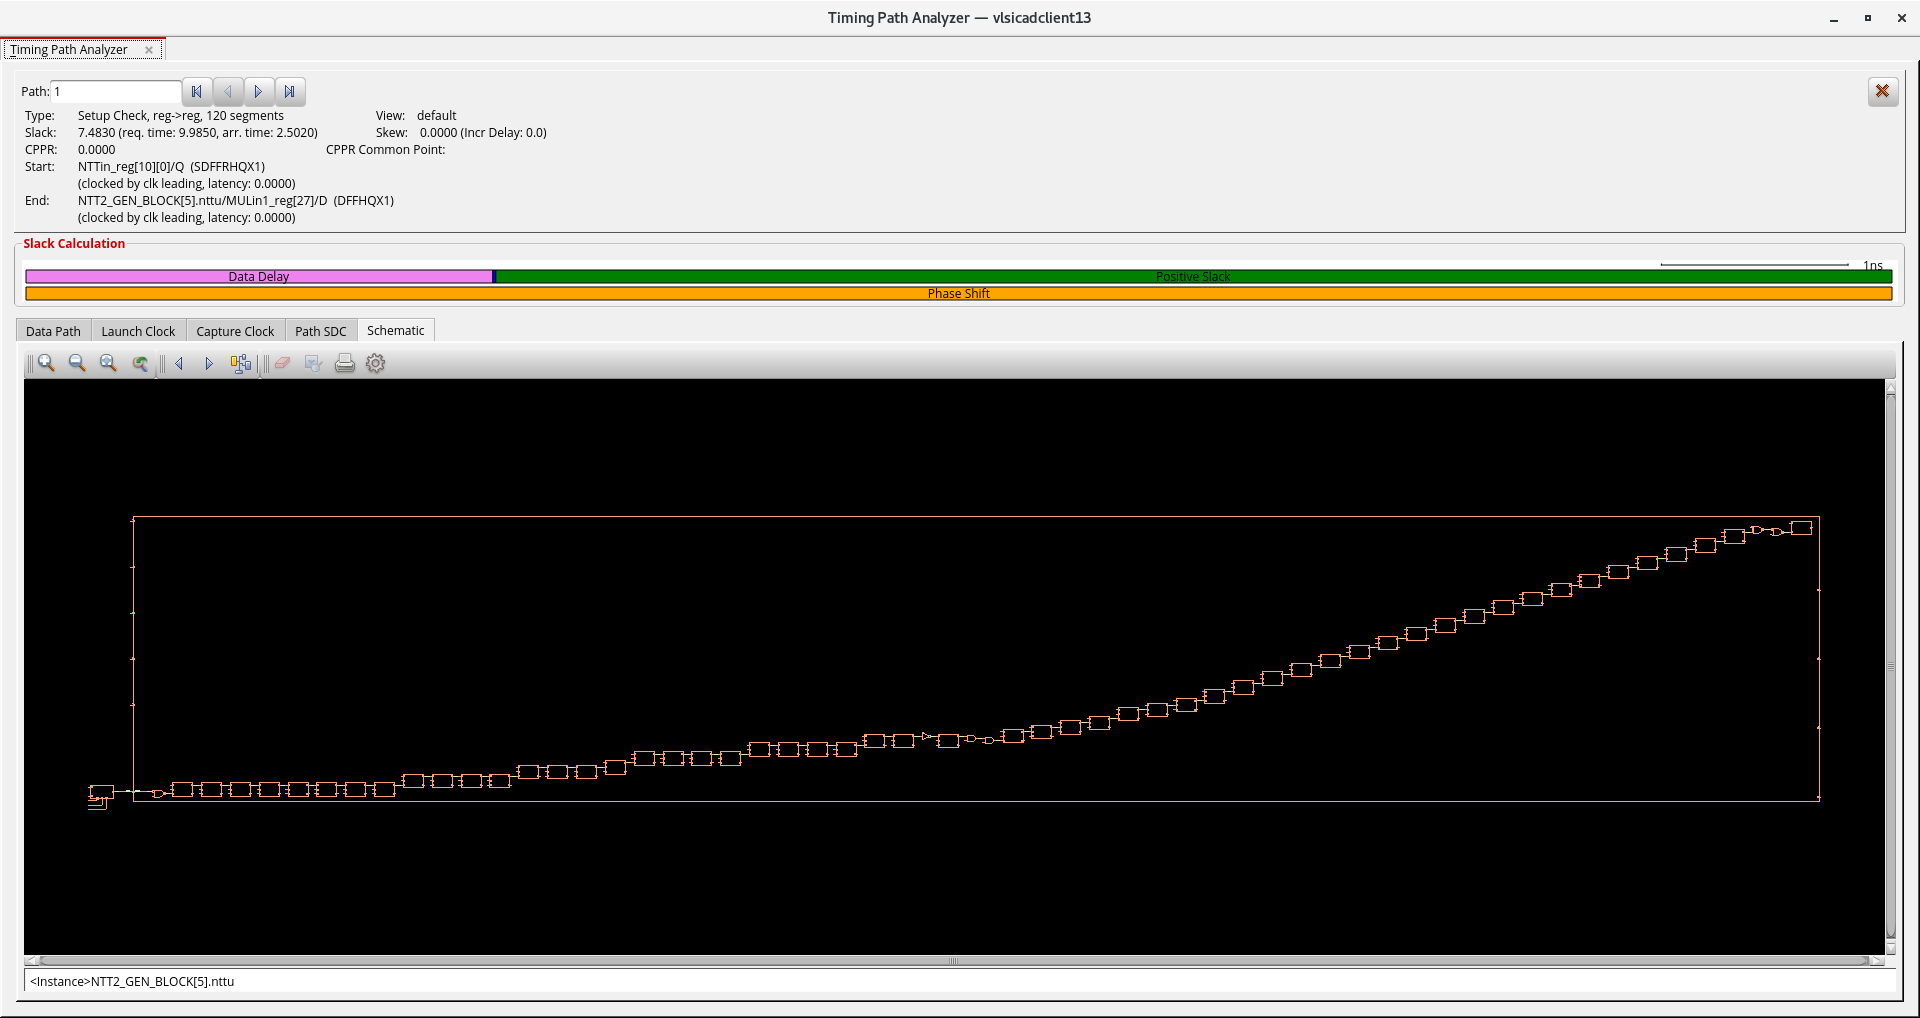 Timing Path Analyzer — vlsicadclient13
Timing Path Analyzer
Path: 1
Type: Setup Check, reg->reg, 120 segments View: default
Slack: 7.4830 (req. time: 9.9850, arr. time: 2.5020) Skew: 0.0000 (Incr Delay: 0.0)
CPPR: 0.0000 CPPR Common Point:
Start: NTTin_reg[10][0]/Q (SDFFRHQX1)
(clocked by clk leading, latency: 0.0000)
End: NTT2_GEN_BLOCK[5].nttu/MULin1_reg[27]/D (DFFHQX1)
(clocked by clk leading, latency: 0.0000)
Slack Calculation
1ns
Data Delay Positive Slack
Phase Shift
Data Path Launch Clock Capture Clock Path SDC Schematic
<Instance>NTT2_GEN_BLOCK[5].nttu